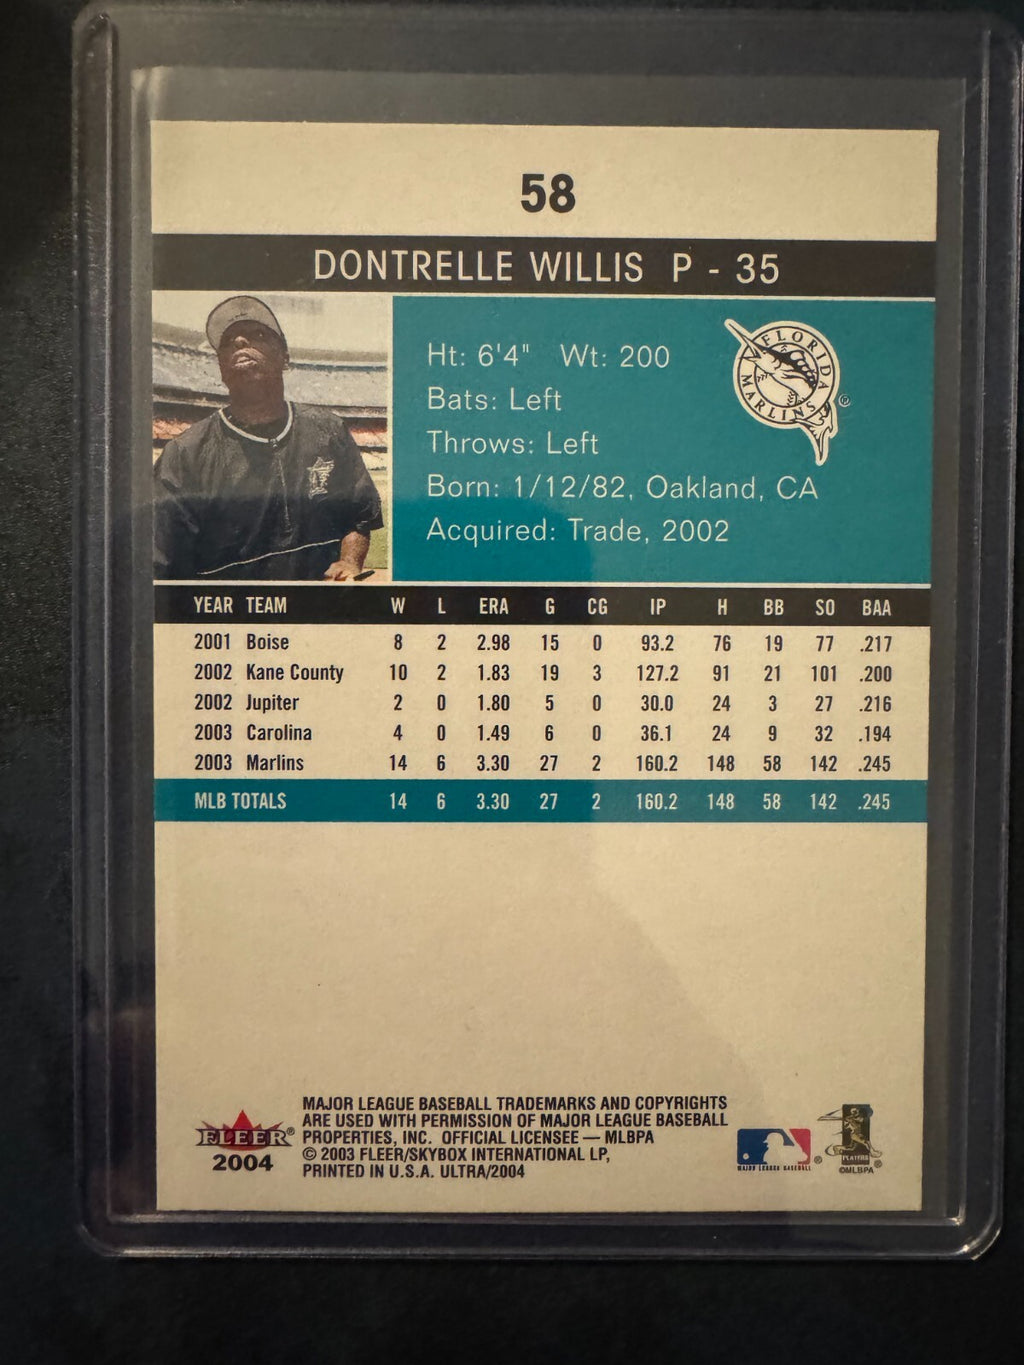 58
DONTRELLE WILLIS P - 35
Ht: 6'4" Wt: 200
Bats: Left
Throws: Left
Born: 1/12/82, Oakland, CA
Acquired: Trade, 2002
FLORIDA
MARLINS
®
YEAR TEAM W L ERA G CG IP H BB SO BAA
2001 Boise 8 2 2.98 15 0 93.2 76 19 77 .217
2002 Kane County 10 2 1.83 19 3 127.2 91 21 101 .200
2002 Jupiter 2 0 1.80 5 0 30.0 24 3 27 .216
2003 Carolina 4 0 1.49 6 0 36.1 24 9 32 .194
2003 Marlins 14 6 3.30 27 2 160.2 148 58 142 .245
MLB TOTALS 14 6 3.30 27 2 160.2 148 58 142 .245
FLEER®
2004
MAJOR LEAGUE BASEBALL TRADEMARKS AND COPYRIGHTS
ARE USED WITH PERMISSION OF MAJOR LEAGUE BASEBALL
PROPERTIES, INC. OFFICIAL LICENSEE — MLBPA
© 2003 FLEER/SKYBOX INTERNATIONAL LP,
PRINTED IN U.S.A. ULTRA/2004
MAJOR LEAGUE BASEBALL
®
PLAYERS
®
©MLBPA